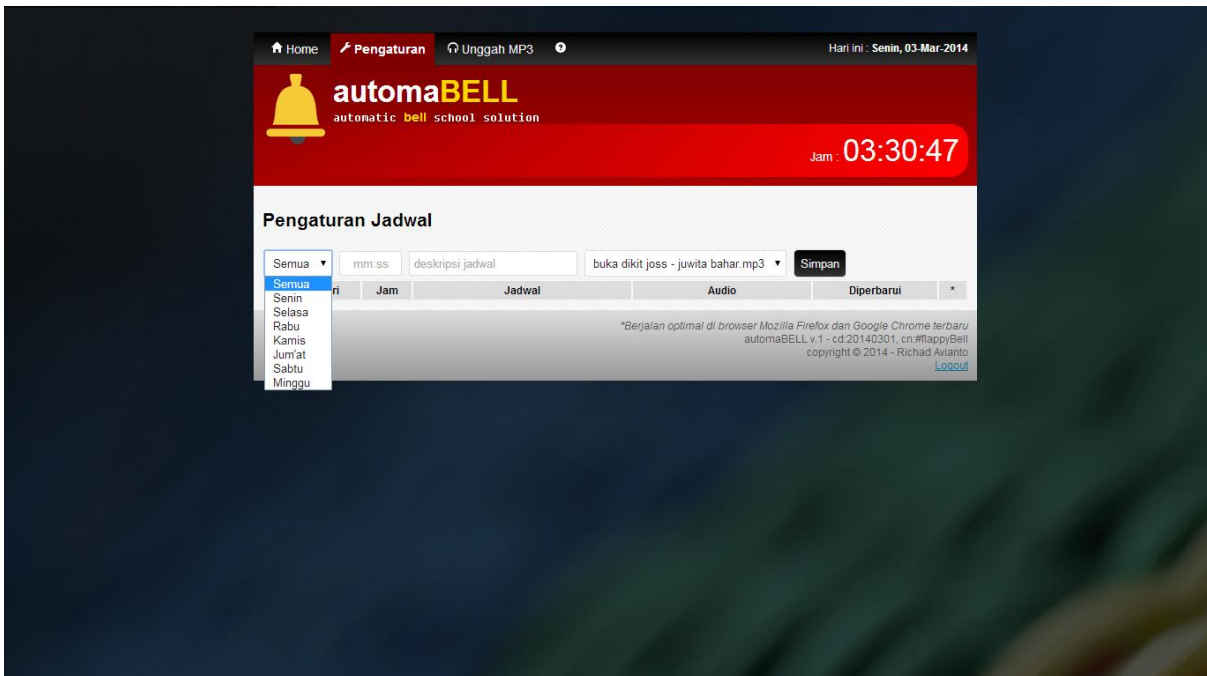 Home Pengaturan Unggah MP3 Hari ini : Senin, 03-Mar-2014
automaBELL
automatic bell school solution
Jam : 03:30:47
Pengaturan Jadwal
Semua mm:ss deskripsi jadwal buka dikit joss - juwita bahar.mp3 Simpan
ri Jam Jadwal Audio Diperbarui *
Semua
Senin
Selasa
Rabu
Kamis
Jum'at
Sabtu
Minggu
*Berjalan optimal di browser Mozilla Firefox dan Google Chrome terbaru
automaBELL v.1 - cd:20140301, cn:#flappyBell
copyright © 2014 - Richad Avianto
Logout